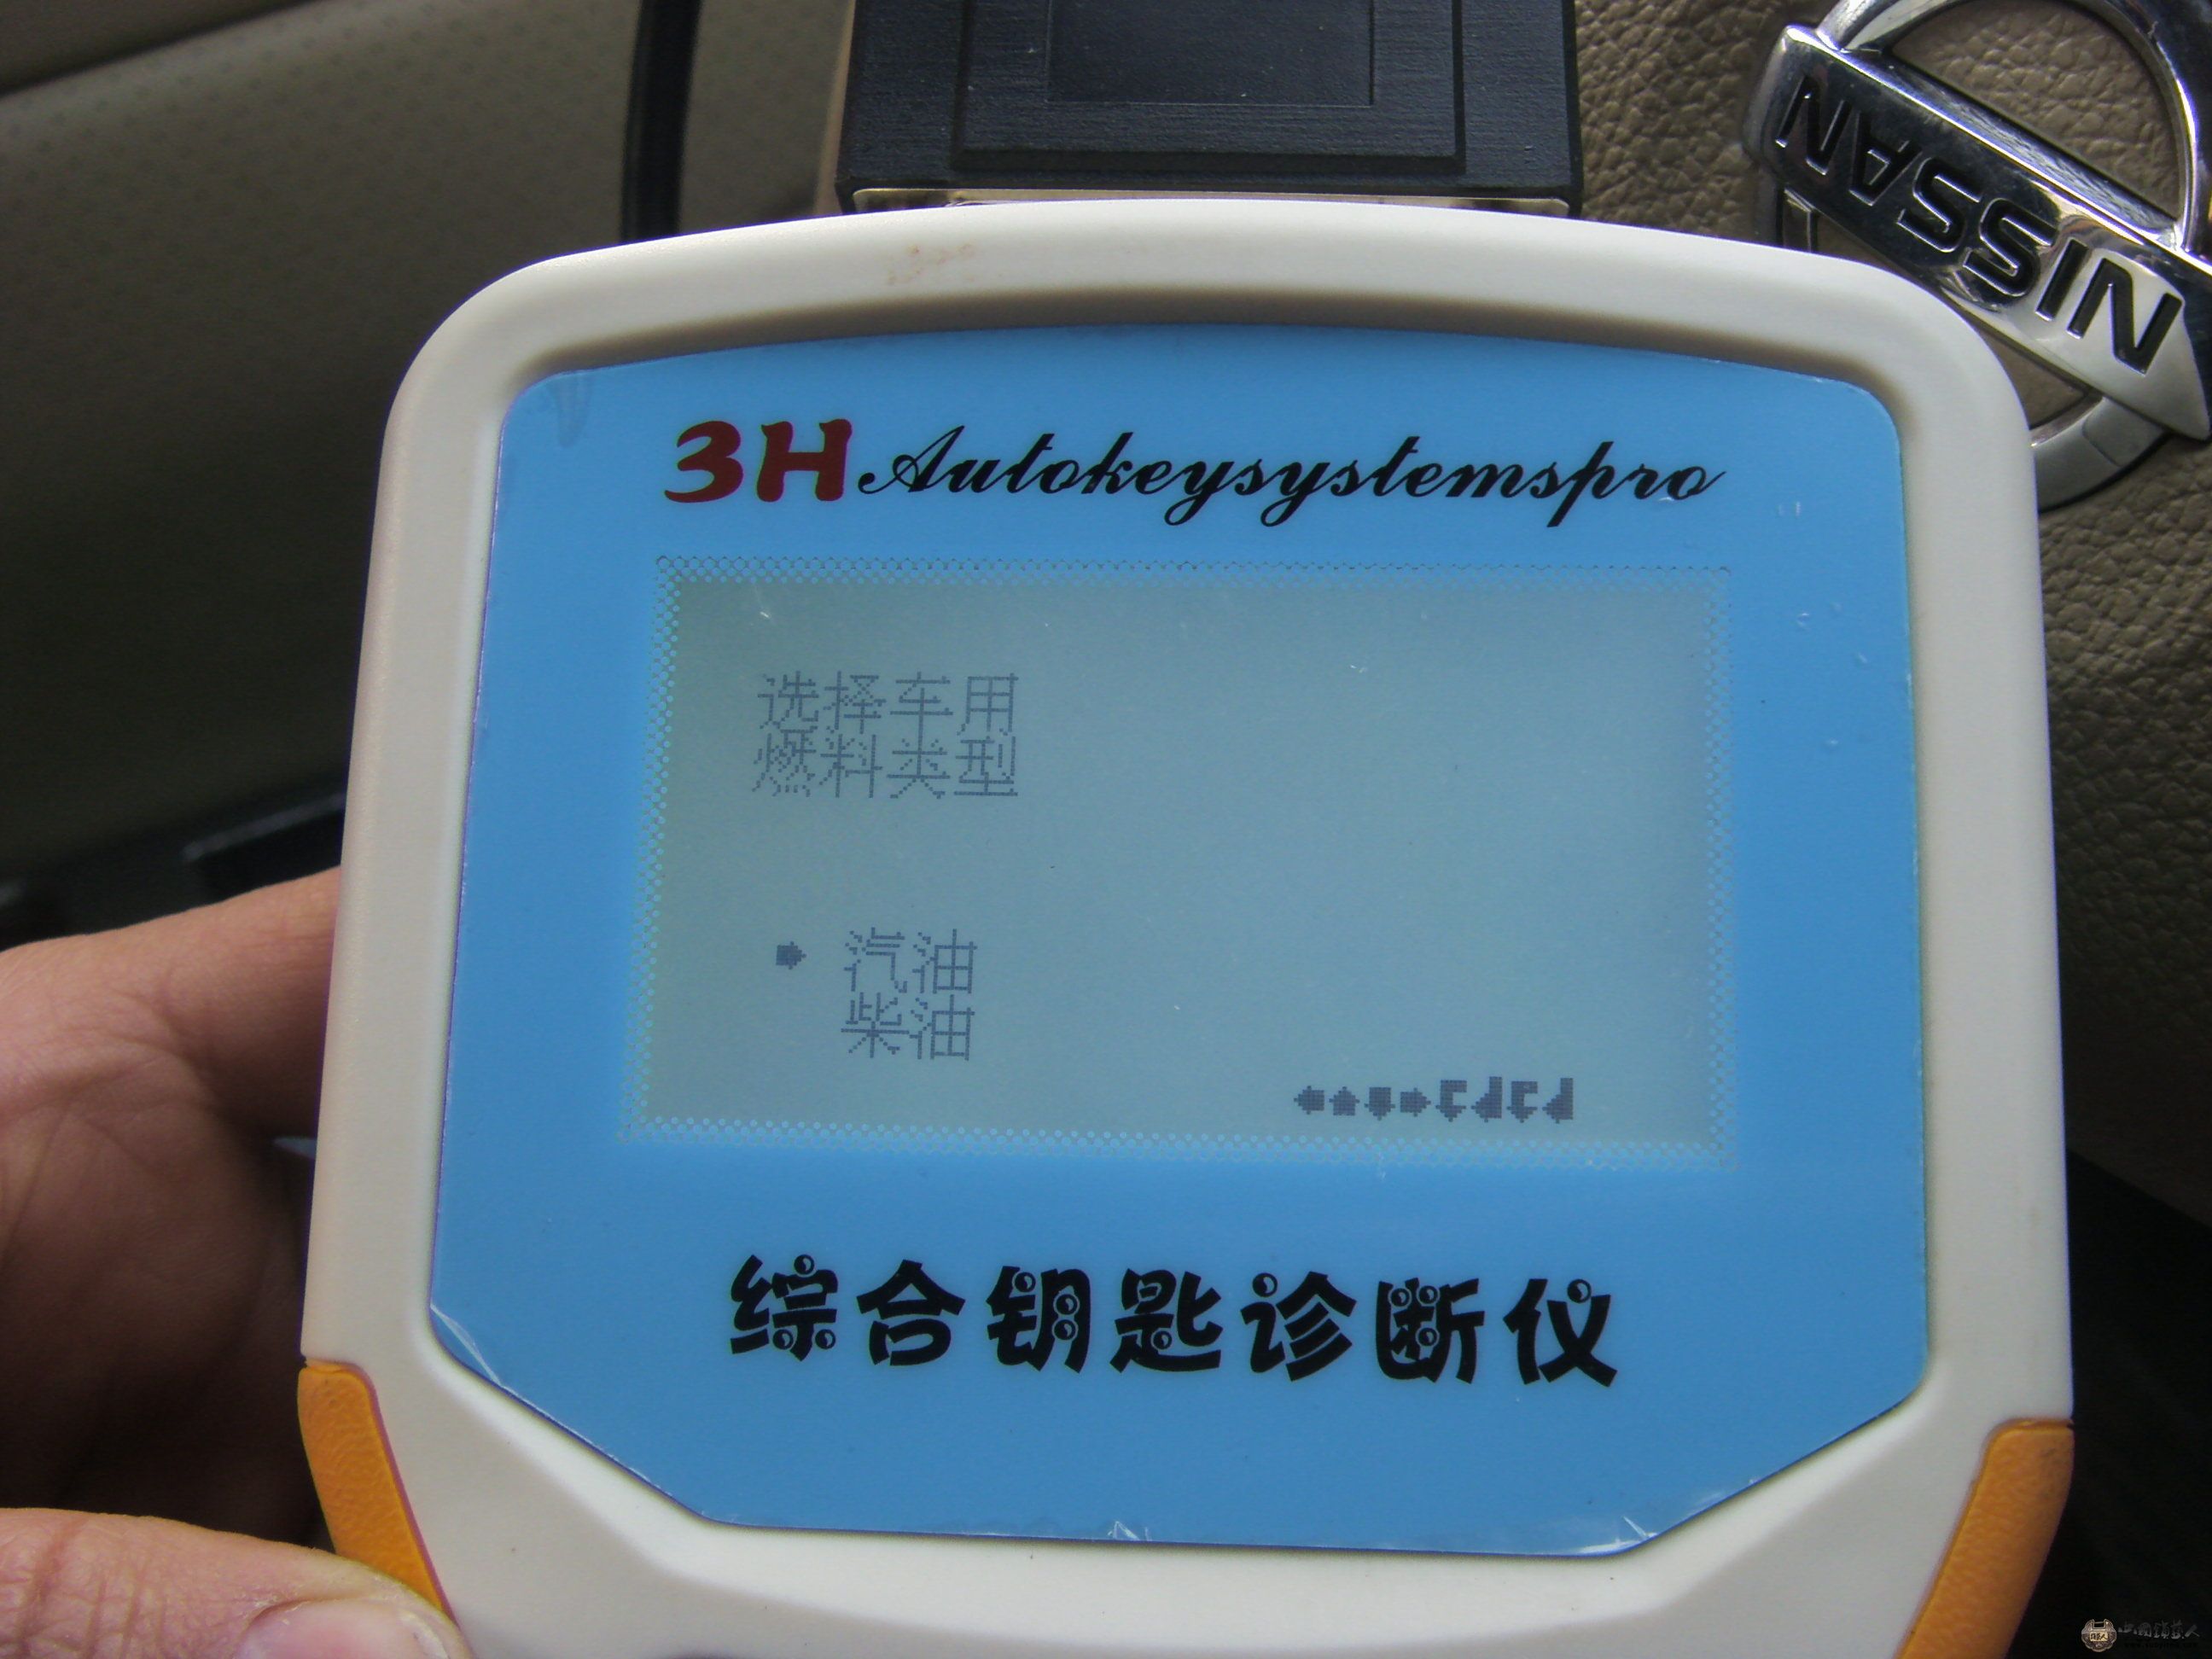 NISSAN
3H Autokeysystemspro
选择车用
燃料类型
汽油
柴油
综合钥匙诊断仪